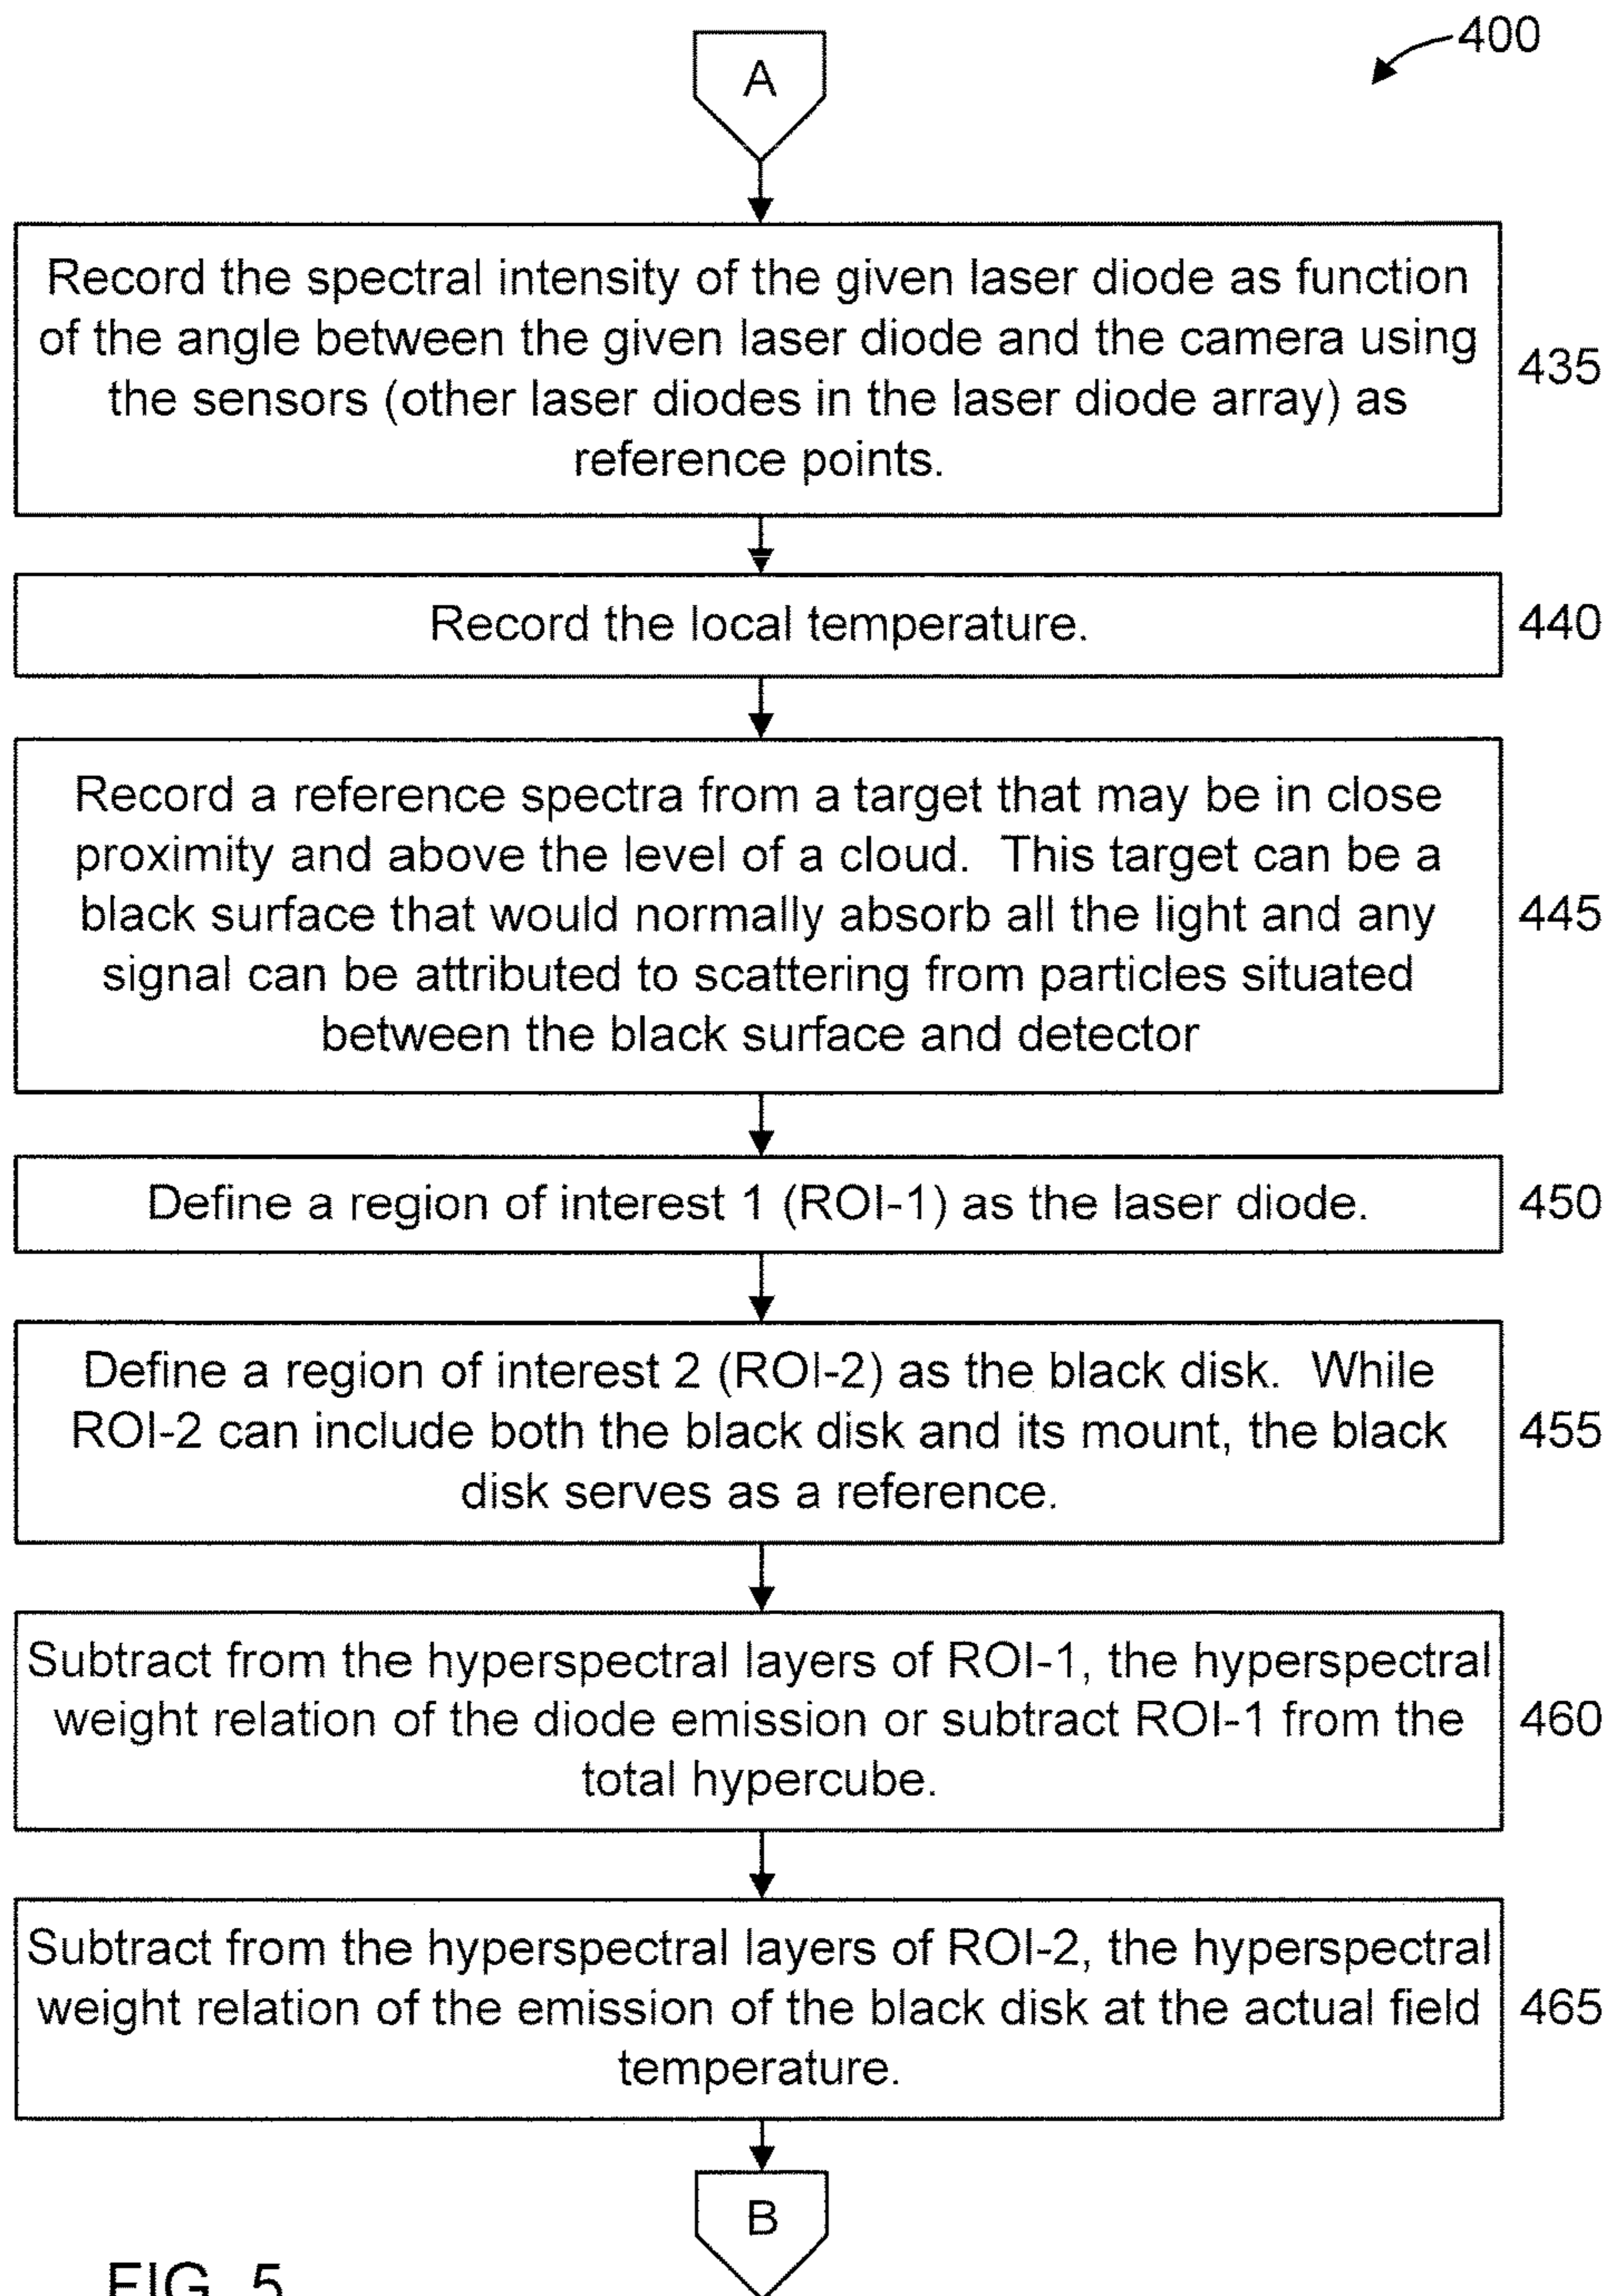 400
A
Record the spectral intensity of the given laser diode as function
of the angle between the given laser diode and the camera using
the sensors (other laser diodes in the laser diode array) as
reference points.
435
Record the local temperature.
440
Record a reference spectra from a target that may be in close
proximity and above the level of a cloud. This target can be a
black surface that would normally absorb all the light and any
signal can be attributed to scattering from particles situated
between the black surface and detector
445
Define a region of interest 1 (ROI-1) as the laser diode.
450
Define a region of interest 2 (ROI-2) as the black disk. While
ROI-2 can include both the black disk and its mount, the black
disk serves as a reference.
455
Subtract from the hyperspectral layers of ROI-1, the hyperspectral
weight relation of the diode emission or subtract ROI-1 from the
total hypercube.
460
Subtract from the hyperspectral layers of ROI-2, the hyperspectral
weight relation of the emission of the black disk at the actual field
temperature.
465
B
FIG. 5